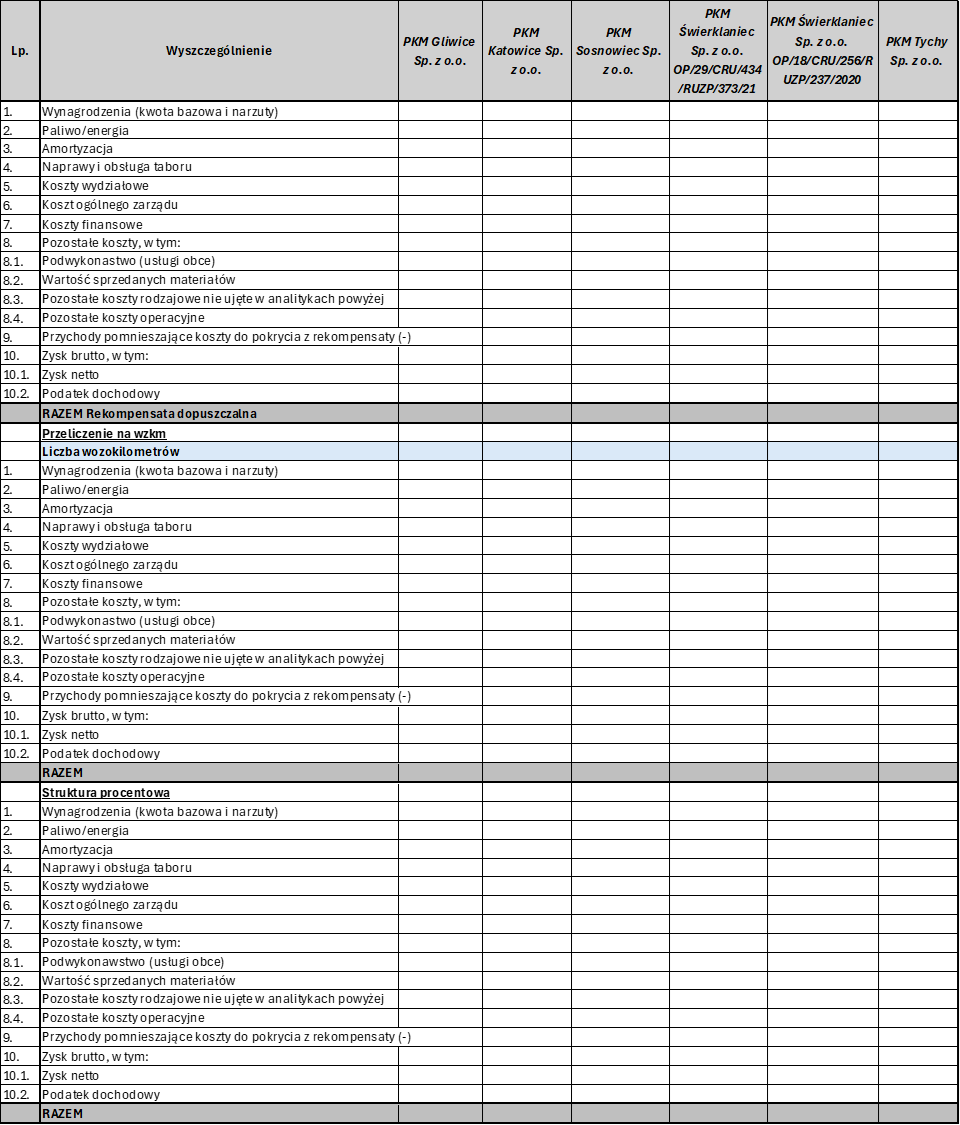 Lp. Wyszczególnienie PKM Gliwice Sp. z o.o. PKM Katowice Sp. z o.o. PKM Sosnowiec Sp. z o.o. PKM Świerklaniec Sp. z o.o. OP/29/CRU/434/RUZP/373/21 PKM Świerklaniec Sp. z o.o. OP/18/CRU/256/RUZP/237/2020 PKM Tychy Sp. z o.o.
1. Wynagrodzenia (kwota bazowa i narzuty)
2. Paliwo/energia
3. Amortyzacja
4. Naprawy i obsługa taboru
5. Koszty wydziałowe
6. Koszt ogólnego zarządu
7. Koszty finansowe
8. Pozostałe koszty, w tym:
8.1. Podwykonastwo (usługi obce)
8.2. Wartość sprzedanych materiałów
8.3. Pozostałe koszty rodzajowe nie ujęte w analitykach powyżej
8.4. Pozostałe koszty operacyjne
9. Przychody pomnieszające koszty do pokrycia z rekompensaty (-)
10. Zysk brutto, w tym:
10.1. Zysk netto
10.2. Podatek dochodowy
RAZEM Rekompensata dopuszczalna
Przeliczenie na wzkm
Liczba wozokilometrów
1. Wynagrodzenia (kwota bazowa i narzuty)
2. Paliwo/energia
3. Amortyzacja
4. Naprawy i obsługa taboru
5. Koszty wydziałowe
6. Koszt ogólnego zarządu
7. Koszty finansowe
8. Pozostałe koszty, w tym:
8.1. Podwykonastwo (usługi obce)
8.2. Wartość sprzedanych materiałów
8.3. Pozostałe koszty rodzajowe nie ujęte w analitykach powyżej
8.4. Pozostałe koszty operacyjne
9. Przychody pomnieszające koszty do pokrycia z rekompensaty (-)
10. Zysk brutto, w tym:
10.1. Zysk netto
10.2. Podatek dochodowy
RAZEM
Struktura procentowa
1. Wynagrodzenia (kwota bazowa i narzuty)
2. Paliwo/energia
3. Amortyzacja
4. Naprawy i obsługa taboru
5. Koszty wydziałowe
6. Koszt ogólnego zarządu
7. Koszty finansowe
8. Pozostałe koszty, w tym:
8.1. Podwykonawstwo (usługi obce)
8.2. Wartość sprzedanych materiałów
8.3. Pozostałe koszty rodzajowe nie ujęte w analitykach powyżej
8.4. Pozostałe koszty operacyjne
9. Przychody pomnieszające koszty do pokrycia z rekompensaty (-)
10. Zysk brutto, w tym:
10.1. Zysk netto
10.2. Podatek dochodowy
RAZEM